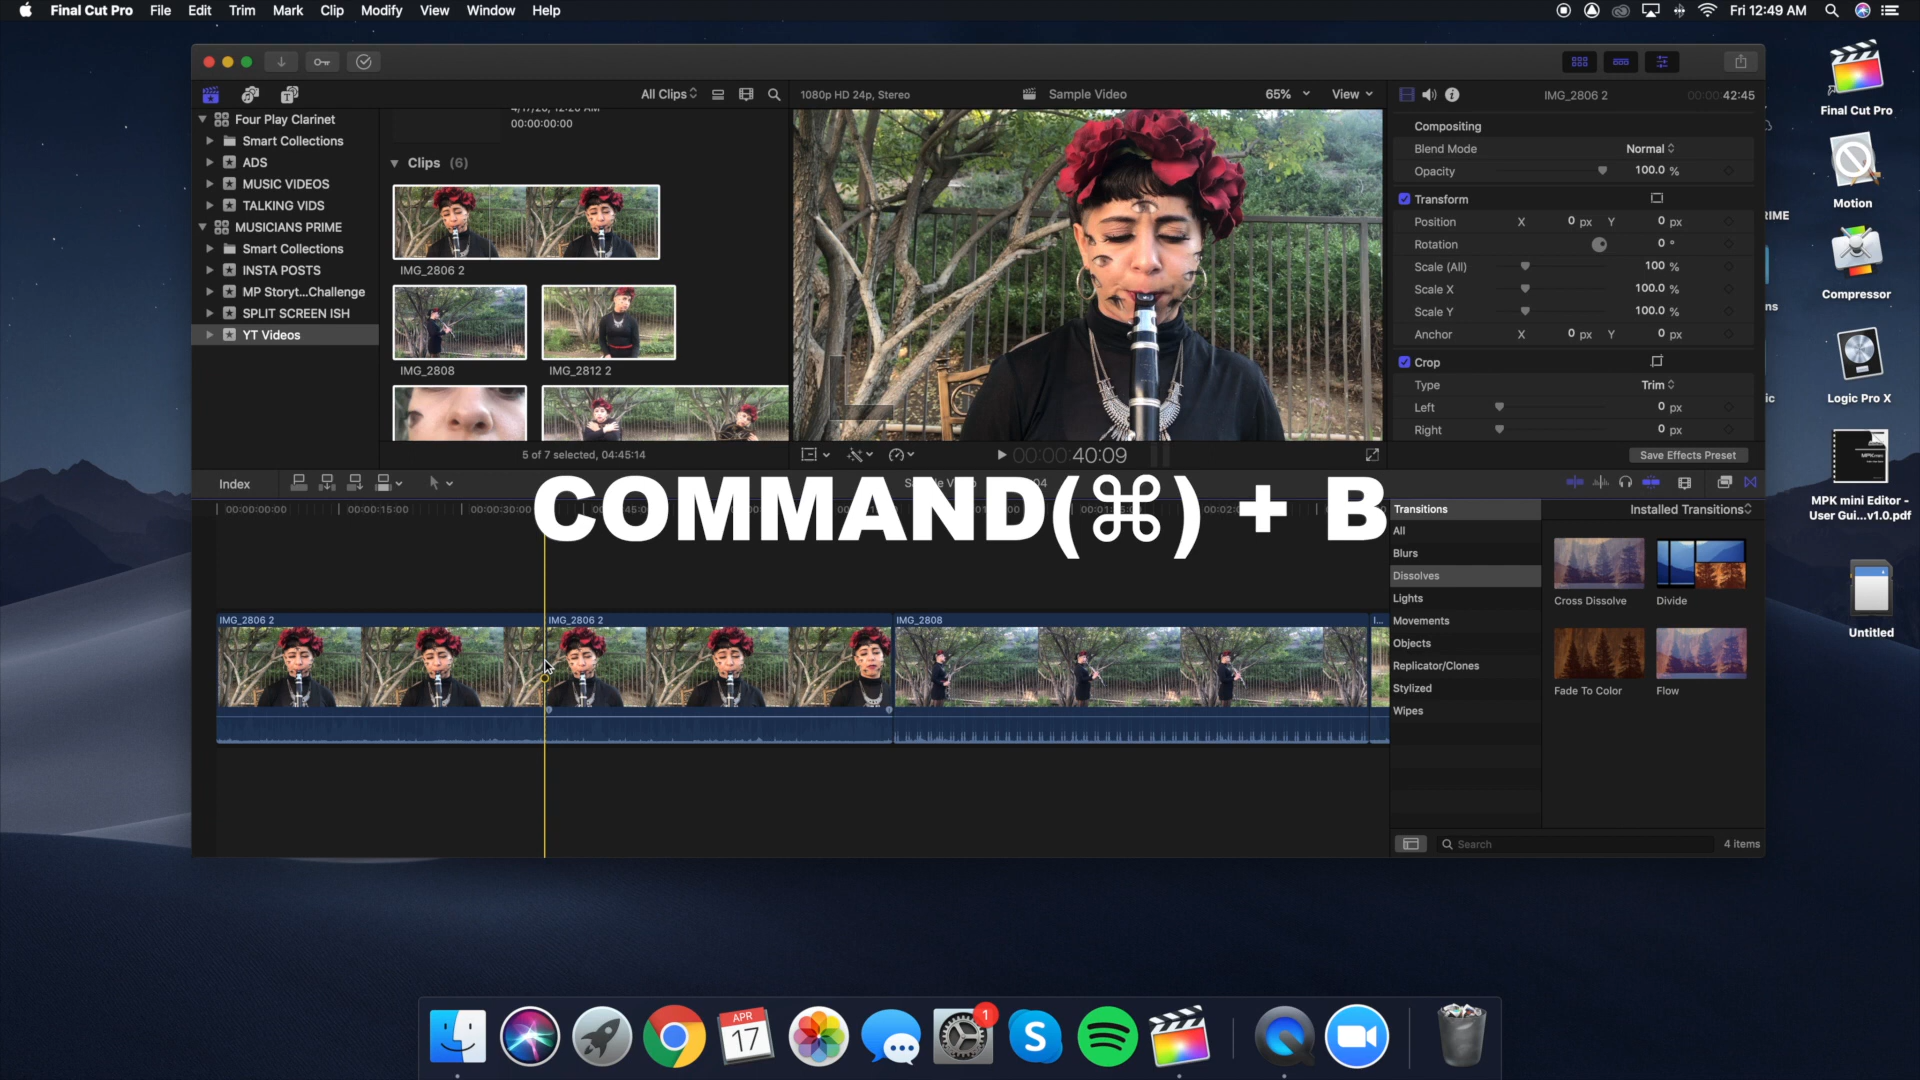 Final Cut Pro File Edit Trim Mark Clip Modify View Window Help
Fri 12:49 AM
All Clips
1080p HD 24p, Stereo
Sample Video
65%
View
IMG_2806 2
00:00:42:45
Four Play Clarinet
Smart Collections
ADS
MUSIC VIDEOS
TALKING VIDS
MUSICIANS PRIME
Smart Collections
INSTA POSTS
MP Storyt...Challenge
SPLIT SCREEN ISH
YT Videos
00:00:00:00
Clips (6)
IMG_2806 2
IMG_2808
IMG_2812 2
5 of 7 selected, 04:45:14
00:00:40:09
Compositing
Blend Mode Normal
Opacity 100.0 %
Transform
Position X 0 px Y 0 px
Rotation 0 °
Scale (All) 100 %
Scale X 100.0 %
Scale Y 100.0 %
Anchor X 0 px Y 0 px
Crop
Type Trim
Left 0 px
Right 0 px
Save Effects Preset
Final Cut Pro
Motion
Compressor
Logic Pro X
MPK mini Editor -
User Gui...v1.0.pdf
Untitled
Index
COMMAND(⌘) + B
00:00:00:00
00:00:15:00
00:00:30:00
IMG_2806 2
IMG_2806 2
IMG_2808
I...
Transitions
All
Blurs
Dissolves
Lights
Movements
Objects
Replicator/Clones
Stylized
Wipes
Installed Transitions
Cross Dissolve
Divide
Fade To Color
Flow
Search
4 items
APR
17
1
S